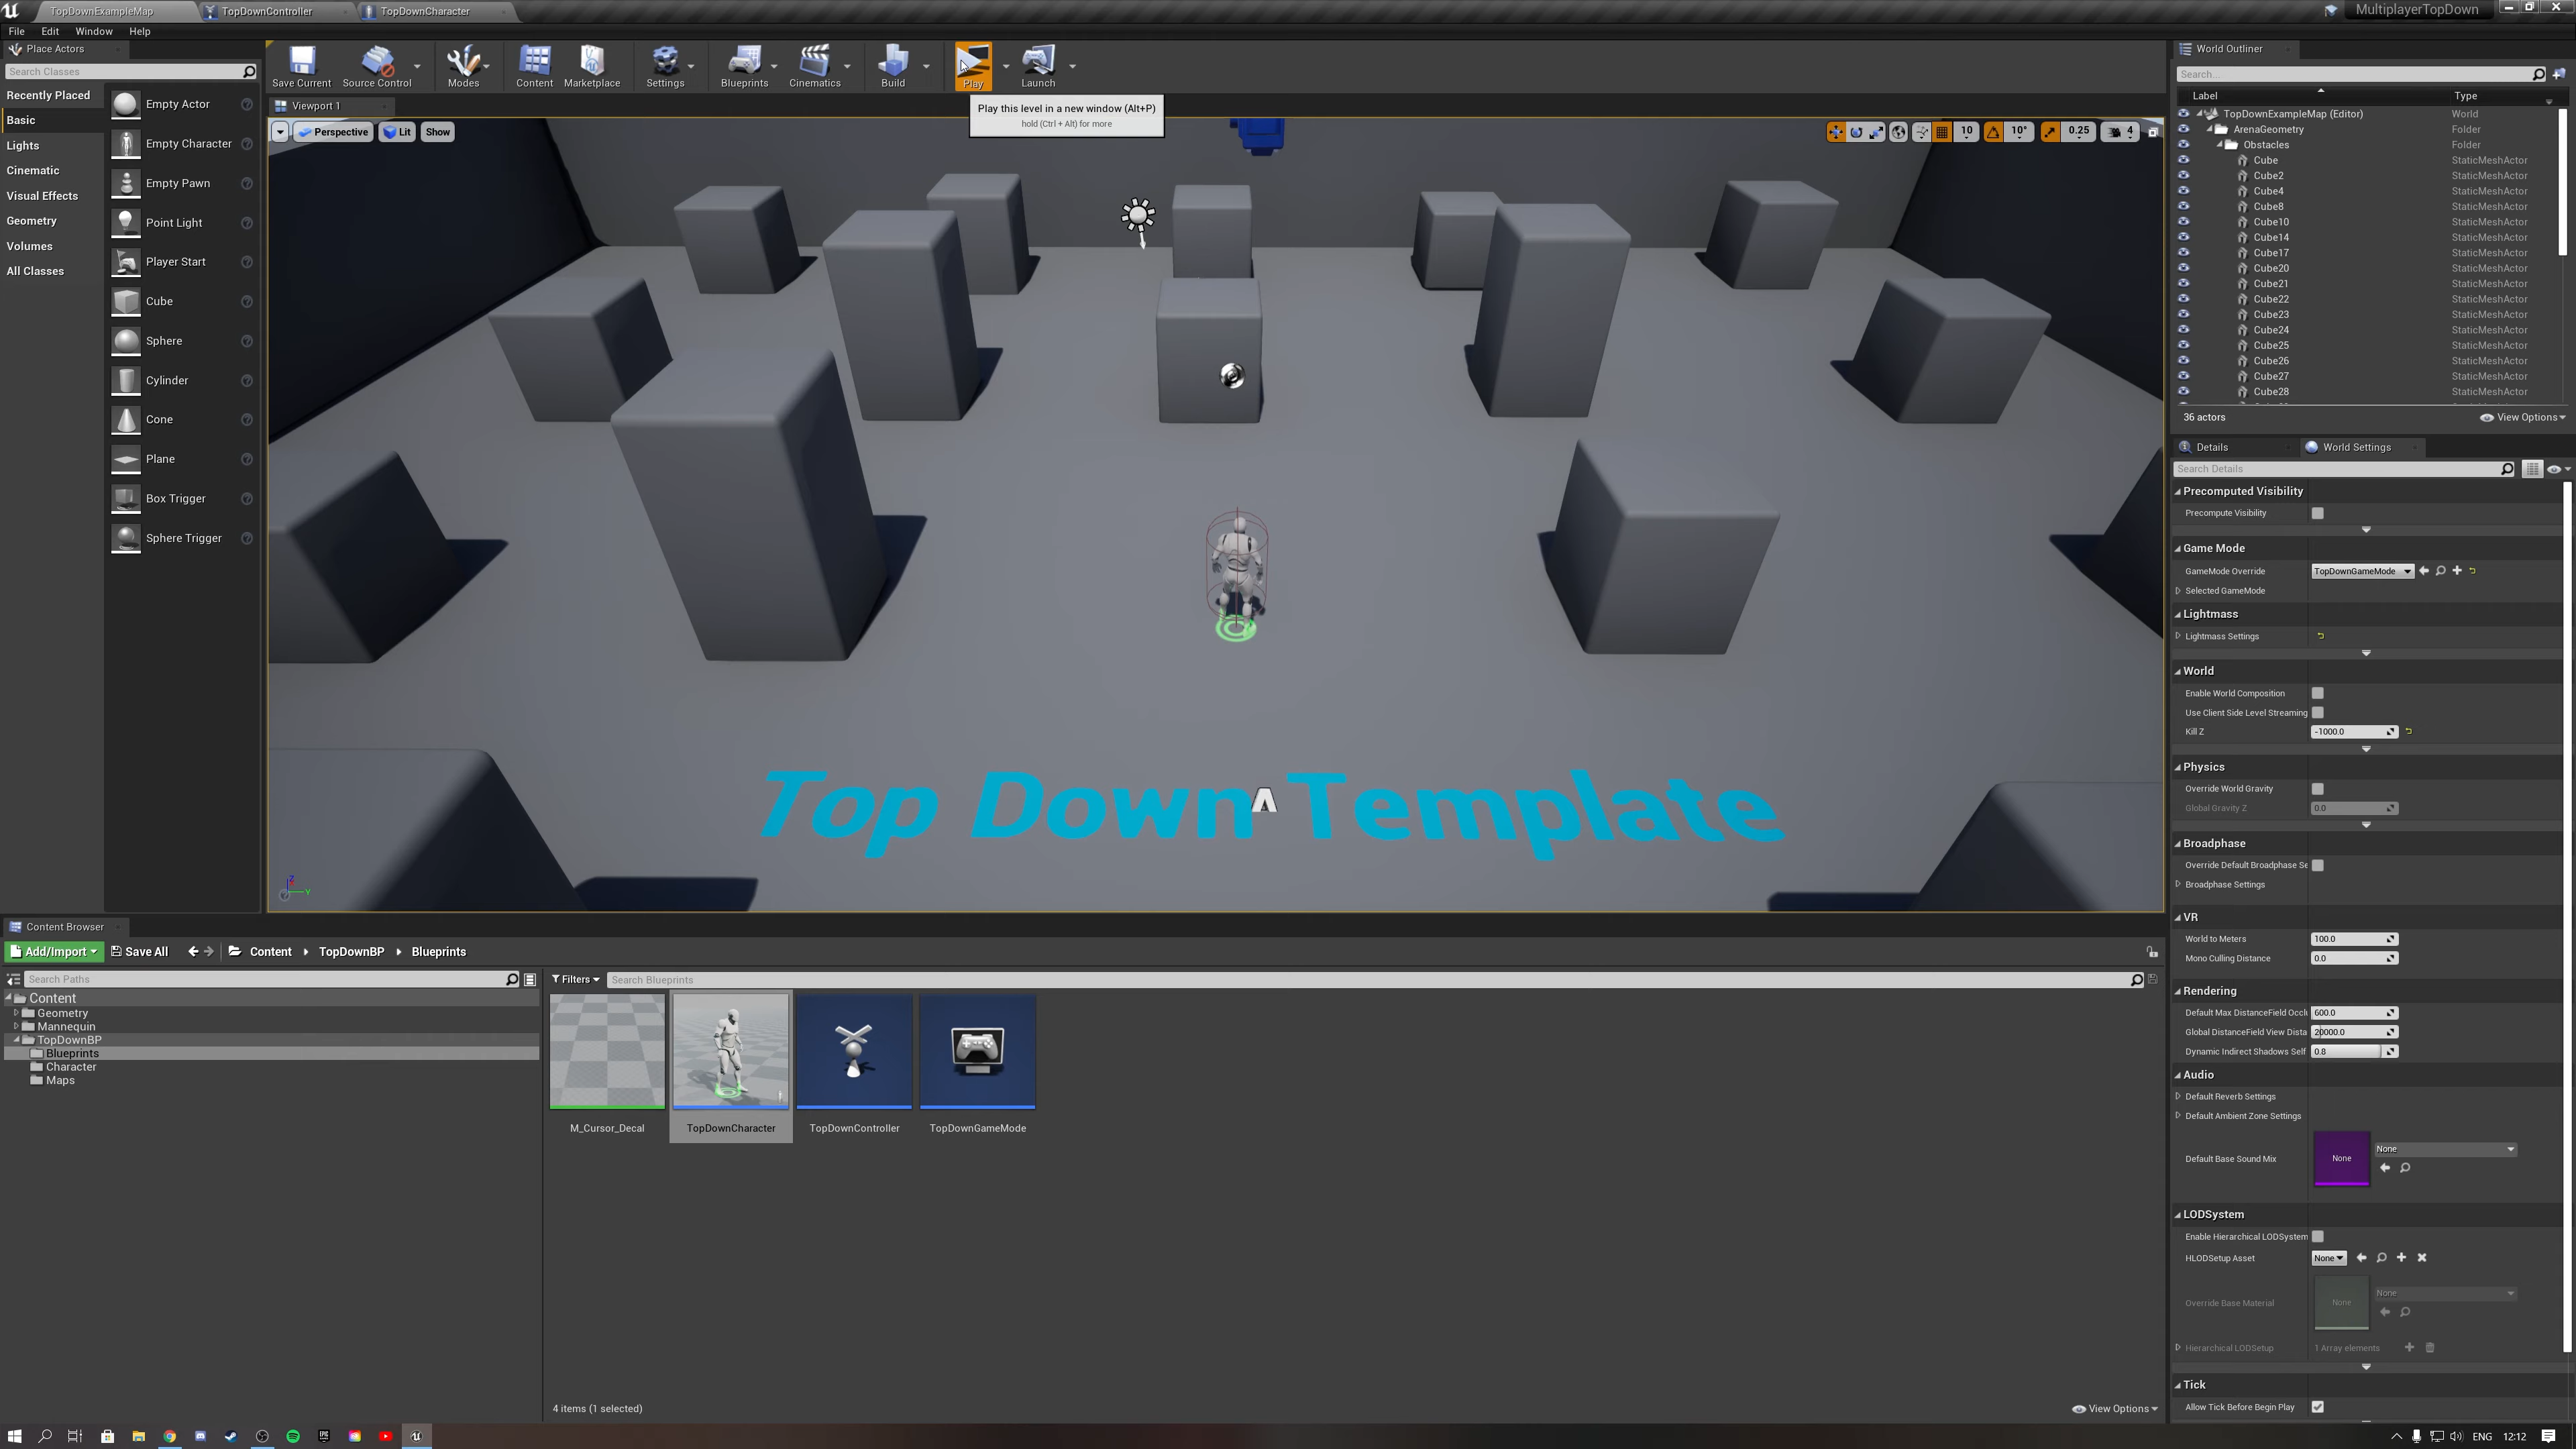 TopDownExampleMap
TopDownController
TopDownCharacter
MultiplayerTopDown
File Edit Window Help
Place Actors
Search Classes
Recently Placed
Basic
Lights
Cinematic
Visual Effects
Geometry
Volumes
All Classes
Empty Actor
Empty Character
Empty Pawn
Point Light
Player Start
Cube
Sphere
Cylinder
Cone
Plane
Box Trigger
Sphere Trigger
Save Current
Source Control
Modes
Content
Marketplace
Settings
Blueprints
Cinematics
Build
Play
Launch
Viewport 1
Play this level in a new window (Alt+P)
hold (Ctrl + Alt) for more
Perspective Lit Show
10 10° 0.25 4
Top Down Template
World Outliner
Search...
Label Type
TopDownExampleMap (Editor) World
ArenaGeometry Folder
Obstacles Folder
Cube StaticMeshActor
Cube2 StaticMeshActor
Cube4 StaticMeshActor
Cube8 StaticMeshActor
Cube10 StaticMeshActor
Cube14 StaticMeshActor
Cube17 StaticMeshActor
Cube20 StaticMeshActor
Cube21 StaticMeshActor
Cube22 StaticMeshActor
Cube23 StaticMeshActor
Cube24 StaticMeshActor
Cube25 StaticMeshActor
Cube26 StaticMeshActor
Cube27 StaticMeshActor
Cube28 StaticMeshActor
36 actors View Options
Details World Settings
Search Details
Precomputed Visibility
Precompute Visibility
Game Mode
GameMode Override TopDownGameMode
Selected GameMode
Lightmass
Lightmass Settings
World
Enable World Composition
Use Client Side Level Streaming
Kill Z -1000.0
Physics
Override World Gravity
Global Gravity Z 0.0
Broadphase
Override Default Broadphase Se
Broadphase Settings
VR
World to Meters 100.0
Mono Culling Distance 0.0
Rendering
Default Max DistanceField Occlu 600.0
Global DistanceField View Dista 20000.0
Dynamic Indirect Shadows Self 0.8
Audio
Default Reverb Settings
Default Ambient Zone Settings
Default Base Sound Mix None None
LODSystem
Enable Hierarchical LODSystem
HLODSetup Asset None
Override Base Material None None
Hierarchical LODSetup 1 Array elements
Tick
Allow Tick Before Begin Play
Content Browser
Add/Import Save All Content TopDownBP Blueprints
Search Paths
Filters Search Blueprints
Content
Geometry
Mannequin
TopDownBP
Blueprints
Character
Maps
M_Cursor_Decal
TopDownCharacter
TopDownController
TopDownGameMode
4 items (1 selected) View Options
ENG 12:12